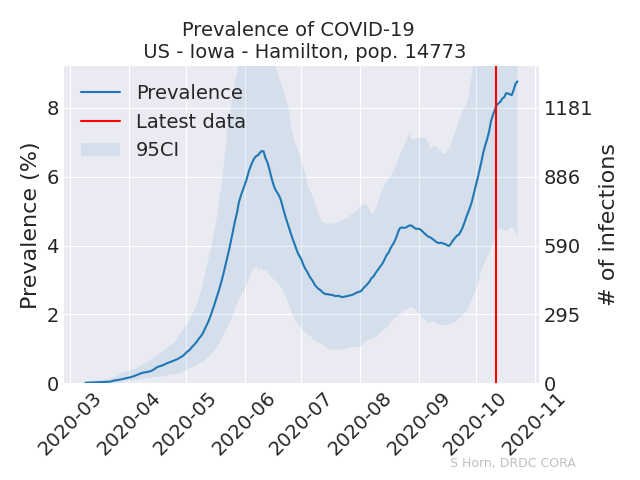 Prevalence of COVID-19
US - Iowa - Hamilton, pop. 14773
Prevalence
Latest data
95CI
Prevalence (%)
8
6
4
2
0
1181
886
590
295
0
# of infections
2020-03
2020-04
2020-05
2020-06
2020-07
2020-08
2020-09
2020-10
2020-11
S Horn, DRDC CORA